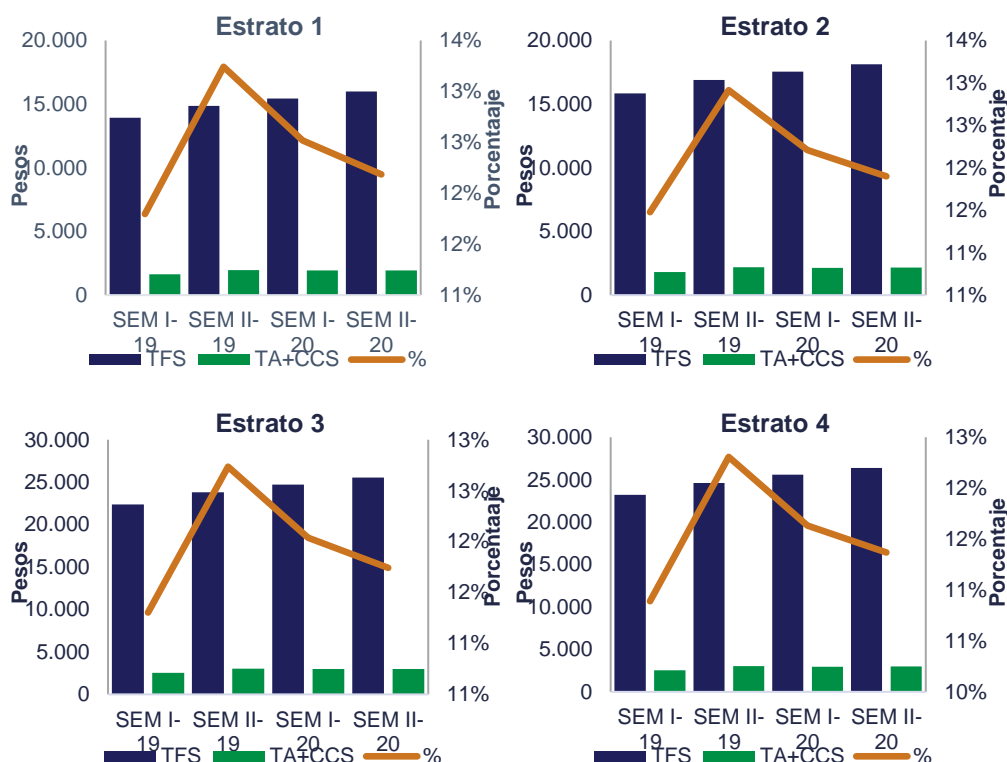 Estrato 1
20.000
15.000
10.000
5.000
0
Pesos
14%
13%
13%
12%
12%
11%
Porcentaaje
SEM I-19
SEM II-19
SEM I-20
SEM II-20
TFS
TA+CCS
%
Estrato 2
20.000
15.000
10.000
5.000
0
Pesos
14%
13%
13%
12%
12%
11%
11%
Porcentaaje
SEM I-19
SEM II-19
SEM I-20
SEM II-20
TFS
TA+CCS
%
Estrato 3
30.000
25.000
20.000
15.000
10.000
5.000
0
Pesos
13%
13%
12%
12%
11%
11%
Porcentaaje
SEM I-19
SEM II-19
SEM I-20
SEM II-20
TFS
TA+CCS
%
Estrato 4
30.000
25.000
20.000
15.000
10.000
5.000
0
Pesos
13%
12%
12%
11%
11%
10%
Porcentaaje
SEM I-19
SEM II-19
SEM I-20
SEM II-20
TFS
TA+CCS
%